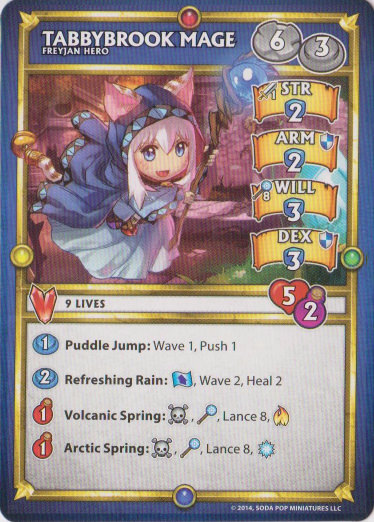 TABBYBROOK MAGE
FREYJAN HERO
6 3
1 STR
2
ARM
2
8 WILL
3
DEX
3
9 LIVES
5
2
1 Puddle Jump: Wave 1, Push 1
2 Refreshing Rain: , Wave 2, Heal 2
1 Volcanic Spring: , , Lance 8,
1 Arctic Spring: , , Lance 8,
© 2014, SODA POP MINIATURES LLC